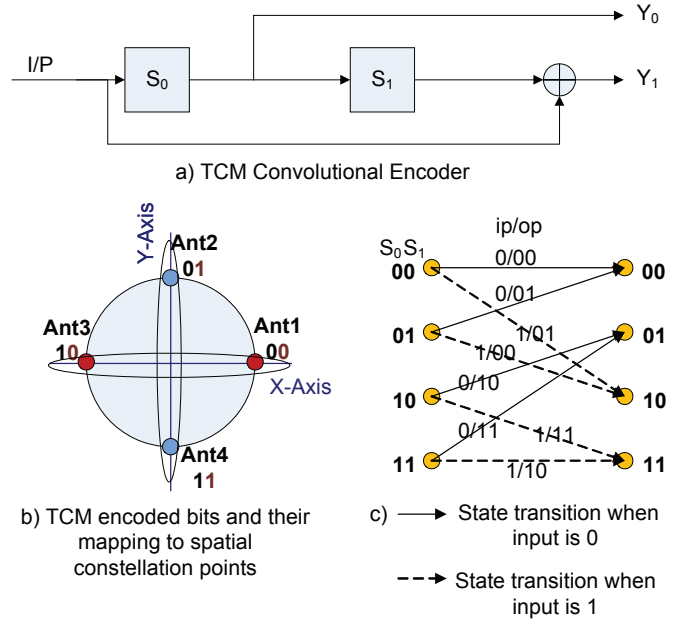 Y0
I/P
S0
S1
Y1
a) TCM Convolutional Encoder
Y-Axis
Ant2
01
Ant3
10
Ant1
00
X-Axis
Ant4
11
b) TCM encoded bits and their
mapping to spatial
constellation points
ip/op
S0S1
00
0/00
00
0/01
01
1/01
01
1/00
10
0/10
10
0/11
1/11
11
1/10
11
c)
State transition when
input is 0
State transition when
input is 1